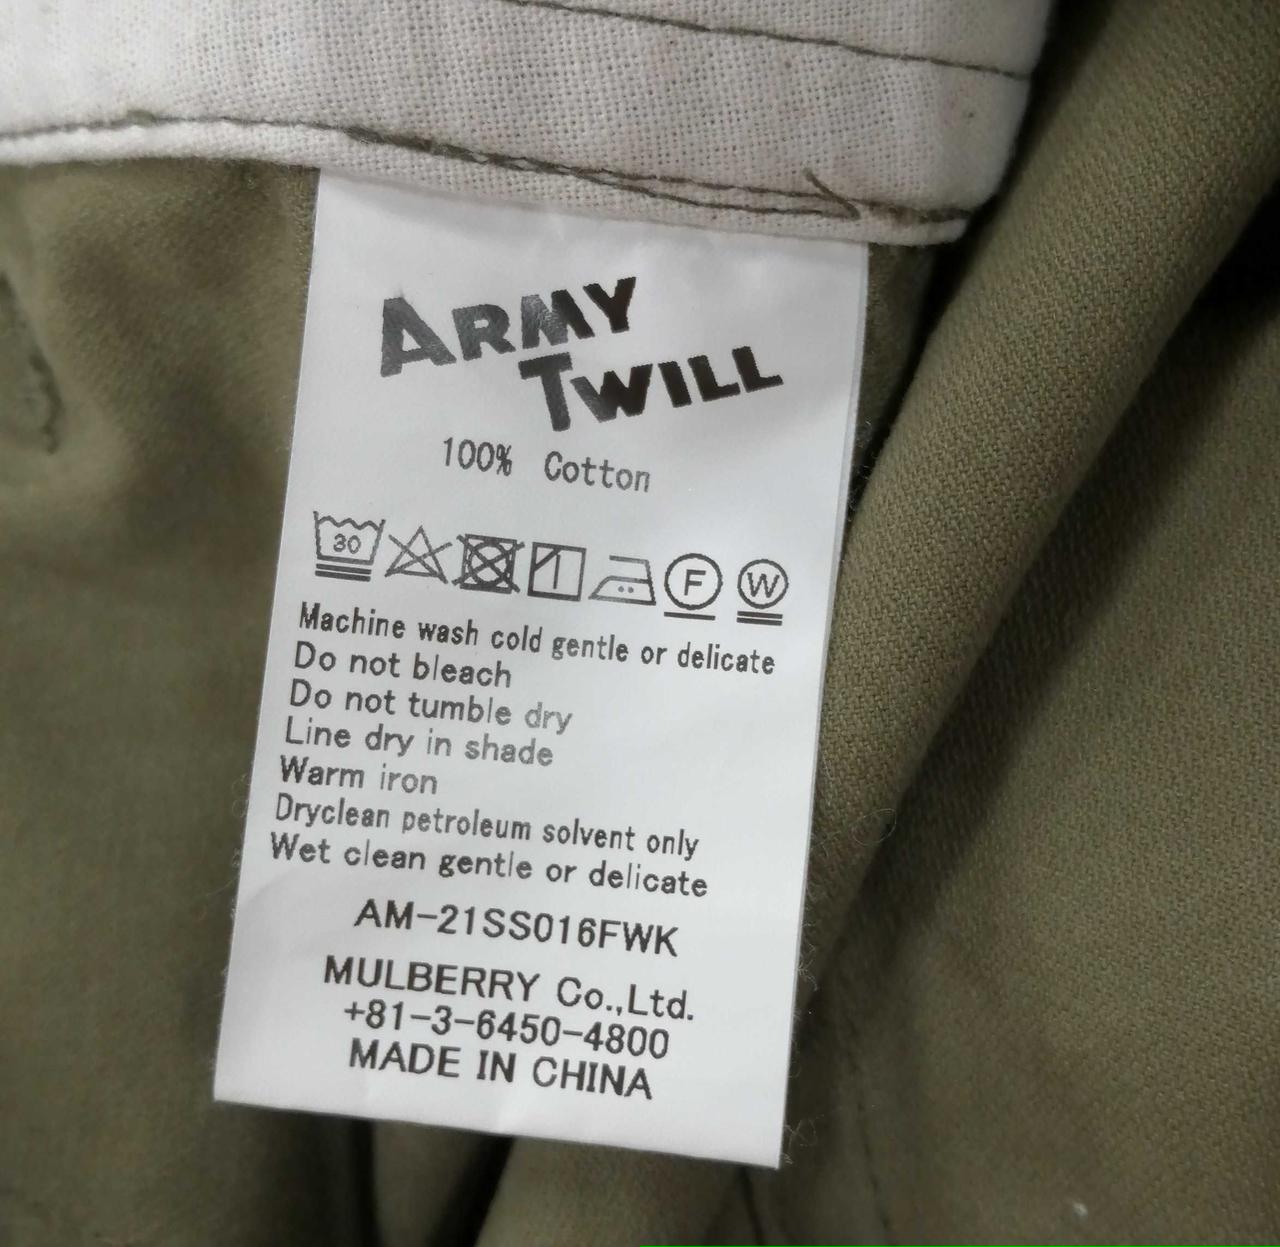 ARMY
TWILL
100% Cotton
30 F W
Machine wash cold gentle or delicate
Do not bleach
Do not tumble dry
Line dry in shade
Warm iron
Dryclean petroleum solvent only
Wet clean gentle or delicate
AM-21SS016FWK
MULBERRY Co.,Ltd.
+81-3-6450-4800
MADE IN CHINA